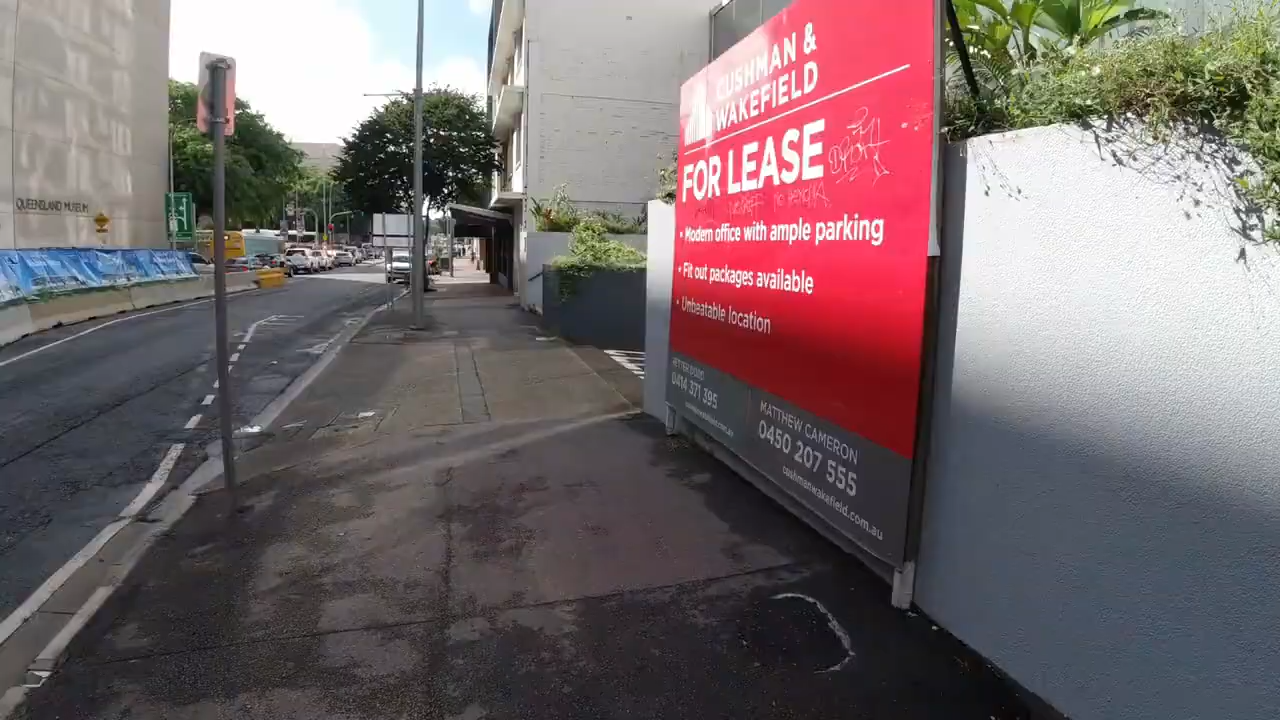 QUEENSLAND MUSEUM
CUSHMAN &
WAKEFIELD
FOR LEASE
• Modern office with ample parking
• Fit out packages available
• Unbeatable location
0414 371 395
MATTHEW CAMERON
0450 207 555
cushmanwakefield.com.au